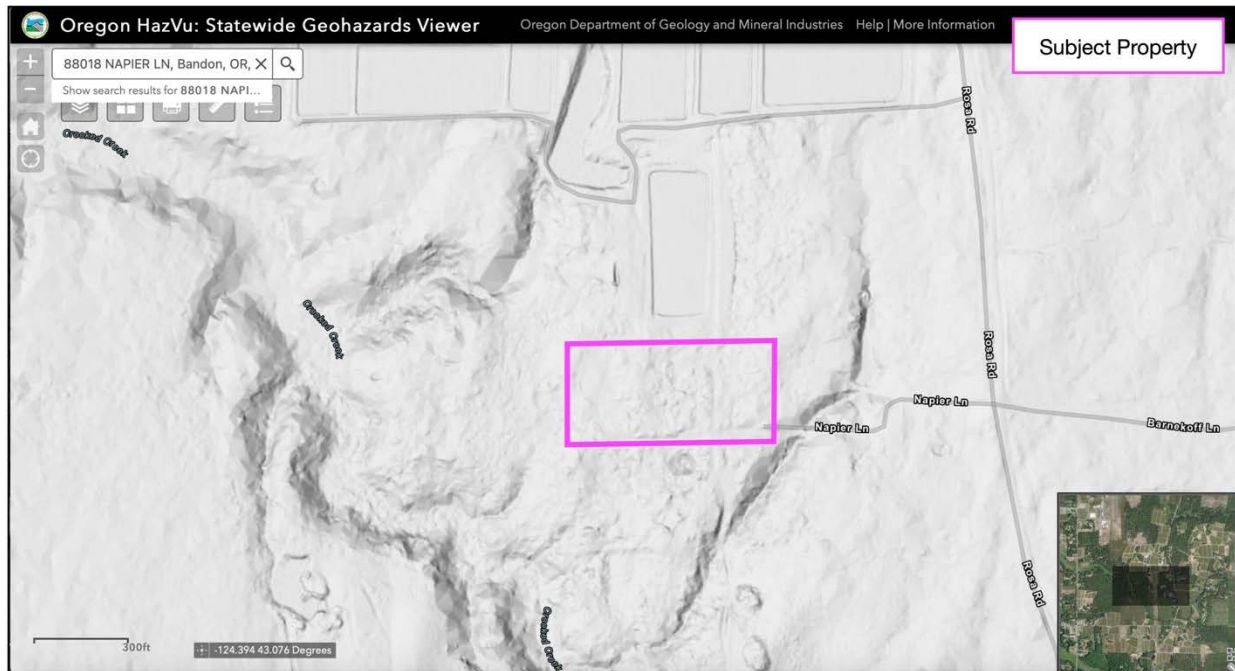 Oregon HazVu: Statewide Geohazards Viewer
Oregon Department of Geology and Mineral Industries Help | More Information
Subject Property
+
88018 NAPIER LN, Bandon, OR, X
−
Show search results for 88018 NAPI...
Crooked Creek
Rosa Rd
Crooked Creek
Rosa Rd
Napier Ln
Napier Ln
Barnekoff Ln
Rosa Rd
Crooked Creek
300ft
-124.394 43.076 Degrees